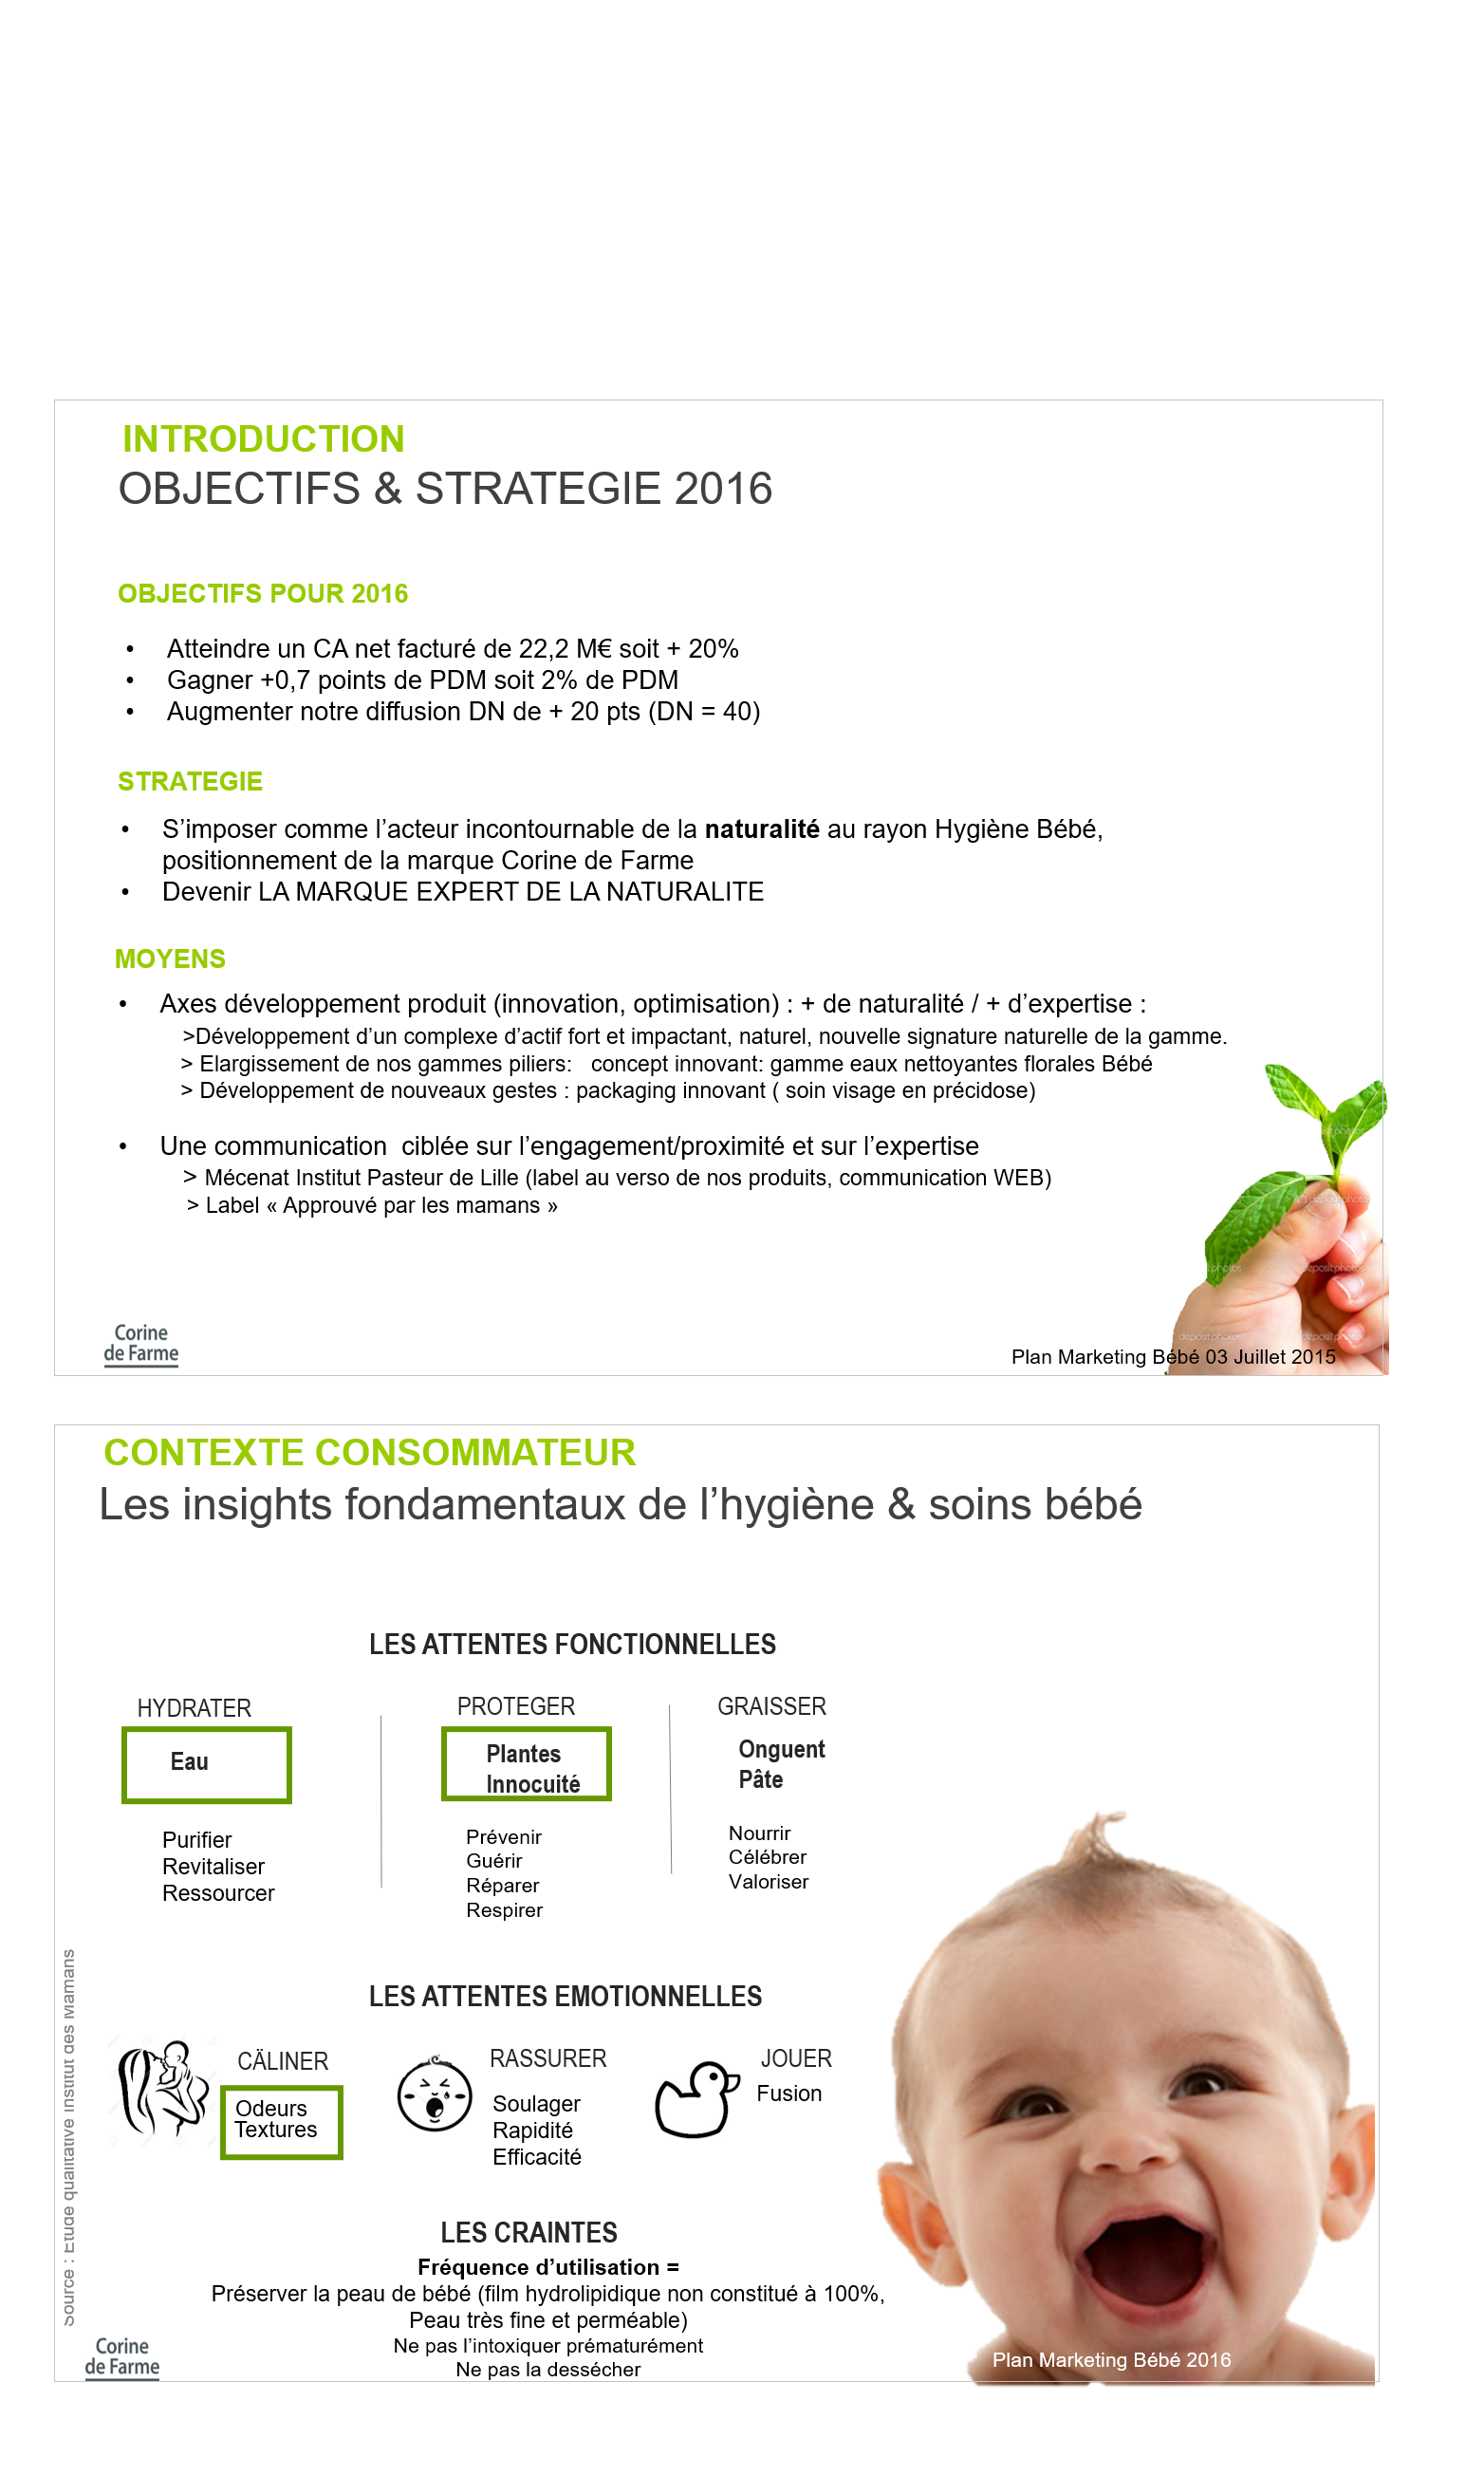 INTRODUCTION
OBJECTIFS & STRATEGIE 2016
OBJECTIFS POUR 2016
• Atteindre un CA net facturé de 22,2 M€ soit + 20%
• Gagner +0,7 points de PDM soit 2% de PDM
• Augmenter notre diffusion DN de + 20 pts (DN = 40)
STRATEGIE
• S’imposer comme l’acteur incontournable de la naturalité au rayon Hygiène Bébé,
positionnement de la marque Corine de Farme
• Devenir LA MARQUE EXPERT DE LA NATURALITE
MOYENS
• Axes développement produit (innovation, optimisation) : + de naturalité / + d’expertise :
>Développement d’un complexe d’actif fort et impactant, naturel, nouvelle signature naturelle de la gamme.
> Elargissement de nos gammes piliers: concept innovant: gamme eaux nettoyantes florales Bébé
> Développement de nouveaux gestes : packaging innovant ( soin visage en précidose)
• Une communication ciblée sur l’engagement/proximité et sur l’expertise
> Mécenat Institut Pasteur de Lille (label au verso de nos produits, communication WEB)
> Label « Approuvé par les mamans »
depositphotos
depositphotos
depositphotos
depositphotos
depositphotos
Corine
de Farme
Plan Marketing Bébé 03 Juillet 2015
CONTEXTE CONSOMMATEUR
Les insights fondamentaux de l’hygiène & soins bébé
LES ATTENTES FONCTIONNELLES
HYDRATER
Eau
Purifier
Revitaliser
Ressourcer
PROTEGER
Plantes
Innocuité
Prévenir
Guérir
Réparer
Respirer
GRAISSER
Onguent
Pâte
Nourrir
Célébrer
Valoriser
LES ATTENTES EMOTIONNELLES
CÄLINER
Odeurs
Textures
RASSURER
Soulager
Rapidité
Efficacité
JOUER
Fusion
LES CRAINTES
Fréquence d’utilisation =
Préserver la peau de bébé (film hydrolipidique non constitué à 100%,
Peau très fine et perméable)
Ne pas l’intoxiquer prématurément
Ne pas la dessécher
Source : Etude qualitative Institut des Mamans
Corine
de Farme
Plan Marketing Bébé 2016